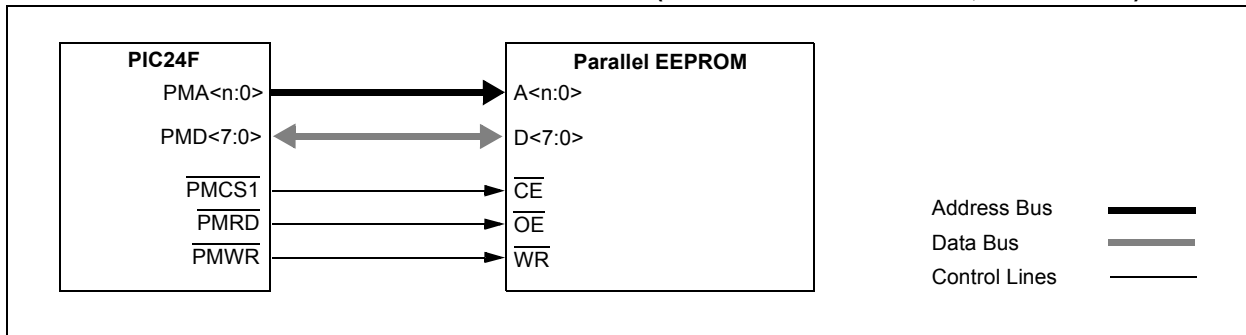 PIC24F
PMA<n:0>
PMD<7:0>
PMCS1
PMRD
PMWR
Parallel EEPROM
A<n:0>
D<7:0>
CE
OE
WR
Address Bus
Data Bus
Control Lines